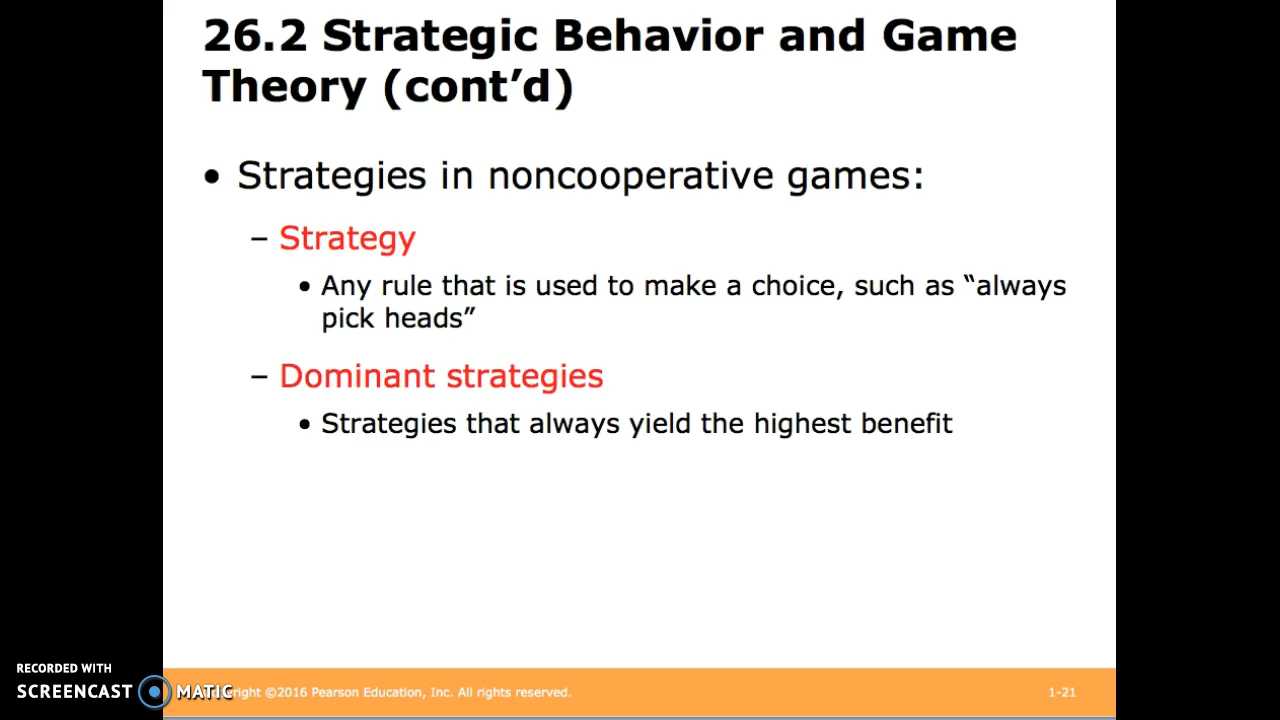 26.2 Strategic Behavior and Game
Theory (cont’d)
• Strategies in noncooperative games:
– Strategy
• Any rule that is used to make a choice, such as “always
pick heads”
– Dominant strategies
• Strategies that always yield the highest benefit
RECORDED WITH
SCREENCAST MATIC
©2016 Pearson Education, Inc. All rights reserved.
1-21